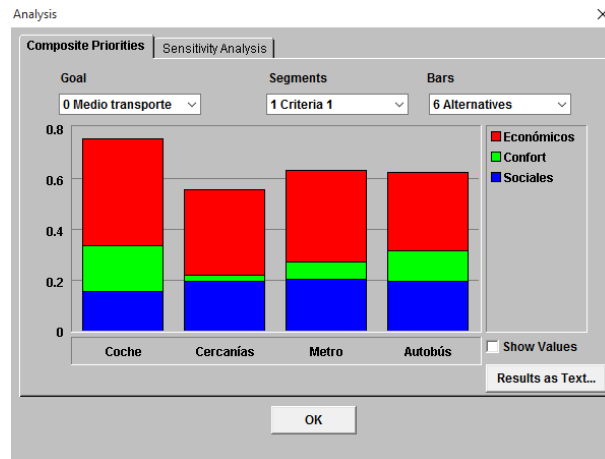 Analysis
Composite Priorities Sensitivity Analysis
Goal Segments Bars
0 Medio transporte 1 Criteria 1 6 Alternatives
0.8
0.6
0.4
0.2
0
Económicos
Confort
Sociales
Coche Cercanías Metro Autobús
Show Values
Results as Text...
OK